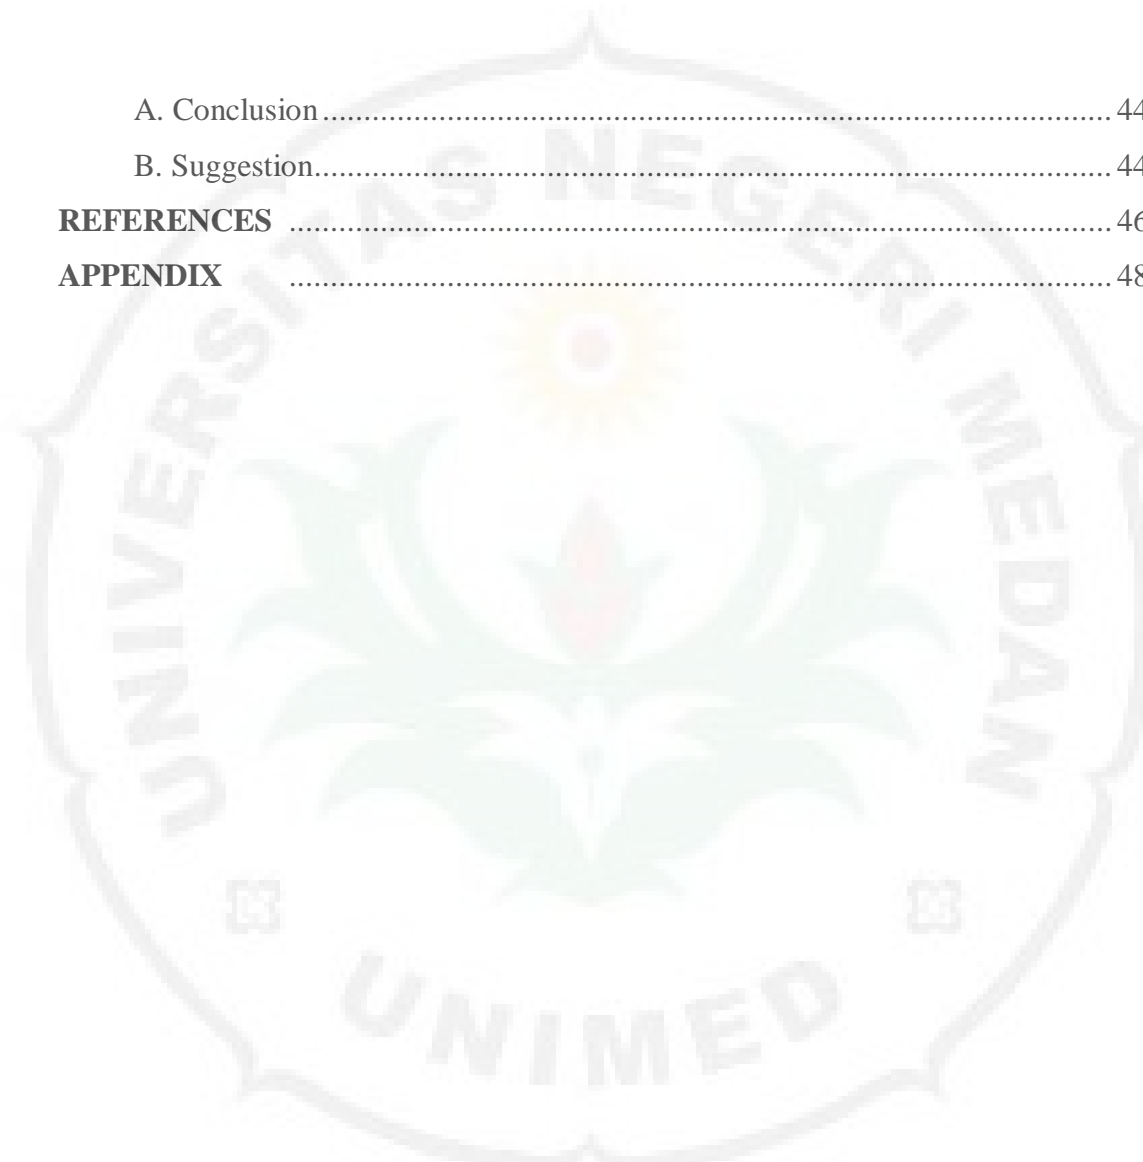 A. Conclusion ........................................................................................ 44
B. Suggestion........................................................................................ 44
REFERENCES ........................................................................................ 46
APPENDIX ........................................................................................ 48
UNIVERSITAS NEGERI MEDAN
UNIMED